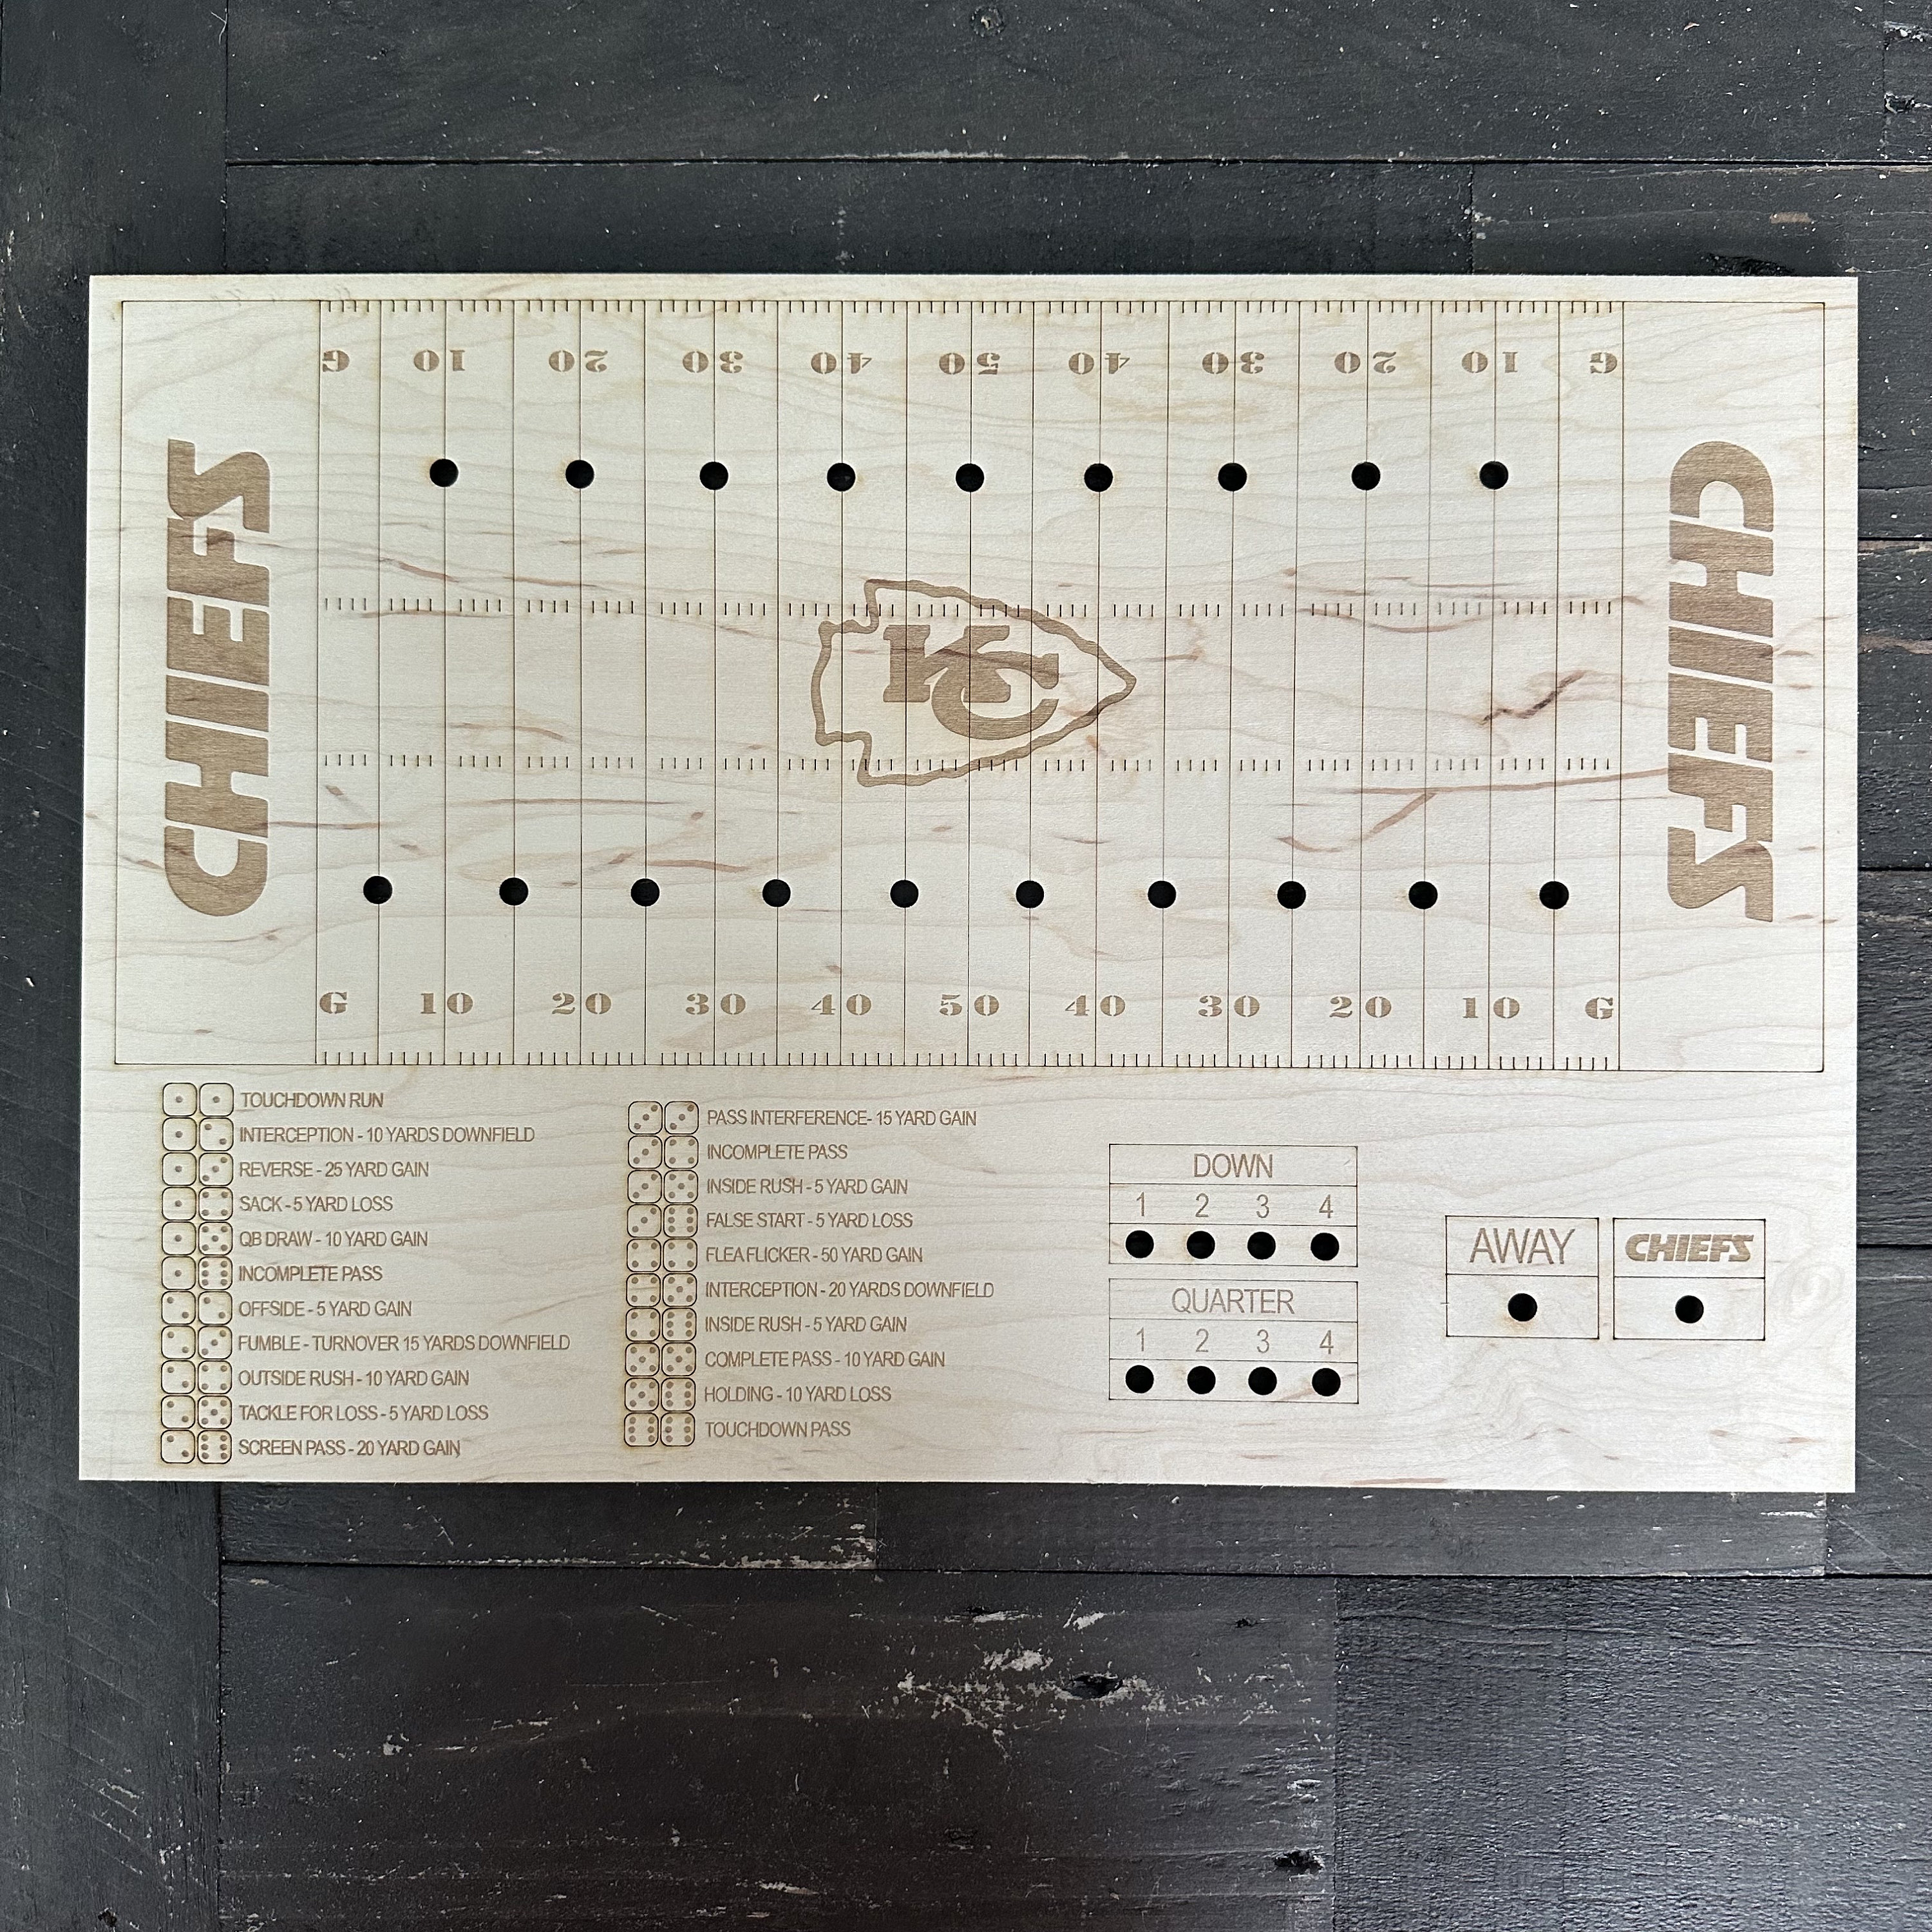 G 10 20 30 40 50 40 30 20 10 G
CHIEFS
KC
CHIEFS
G 10 20 30 40 50 40 30 20 10 G
TOUCHDOWN RUN
INTERCEPTION - 10 YARDS DOWNFIELD
REVERSE - 25 YARD GAIN
SACK - 5 YARD LOSS
QB DRAW - 10 YARD GAIN
INCOMPLETE PASS
OFFSIDE - 5 YARD GAIN
FUMBLE - TURNOVER 15 YARDS DOWNFIELD
OUTSIDE RUSH - 10 YARD GAIN
TACKLE FOR LOSS - 5 YARD LOSS
SCREEN PASS - 20 YARD GAIN
PASS INTERFERENCE- 15 YARD GAIN
INCOMPLETE PASS
INSIDE RUSH - 5 YARD GAIN
FALSE START - 5 YARD LOSS
FLEA FLICKER - 50 YARD GAIN
INTERCEPTION - 20 YARDS DOWNFIELD
INSIDE RUSH - 5 YARD GAIN
COMPLETE PASS - 10 YARD GAIN
HOLDING - 10 YARD LOSS
TOUCHDOWN PASS
DOWN
1 2 3 4
QUARTER
1 2 3 4
AWAY
CHIEFS